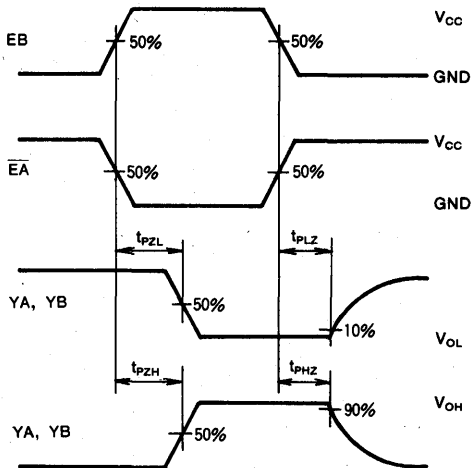 EB 50% 50% VCC
GND
EA 50% 50% VCC
GND
tPZL tPLZ
YA, YB 50% 10% VOL
tPZH tPHZ
90% VOH
YA, YB 50%